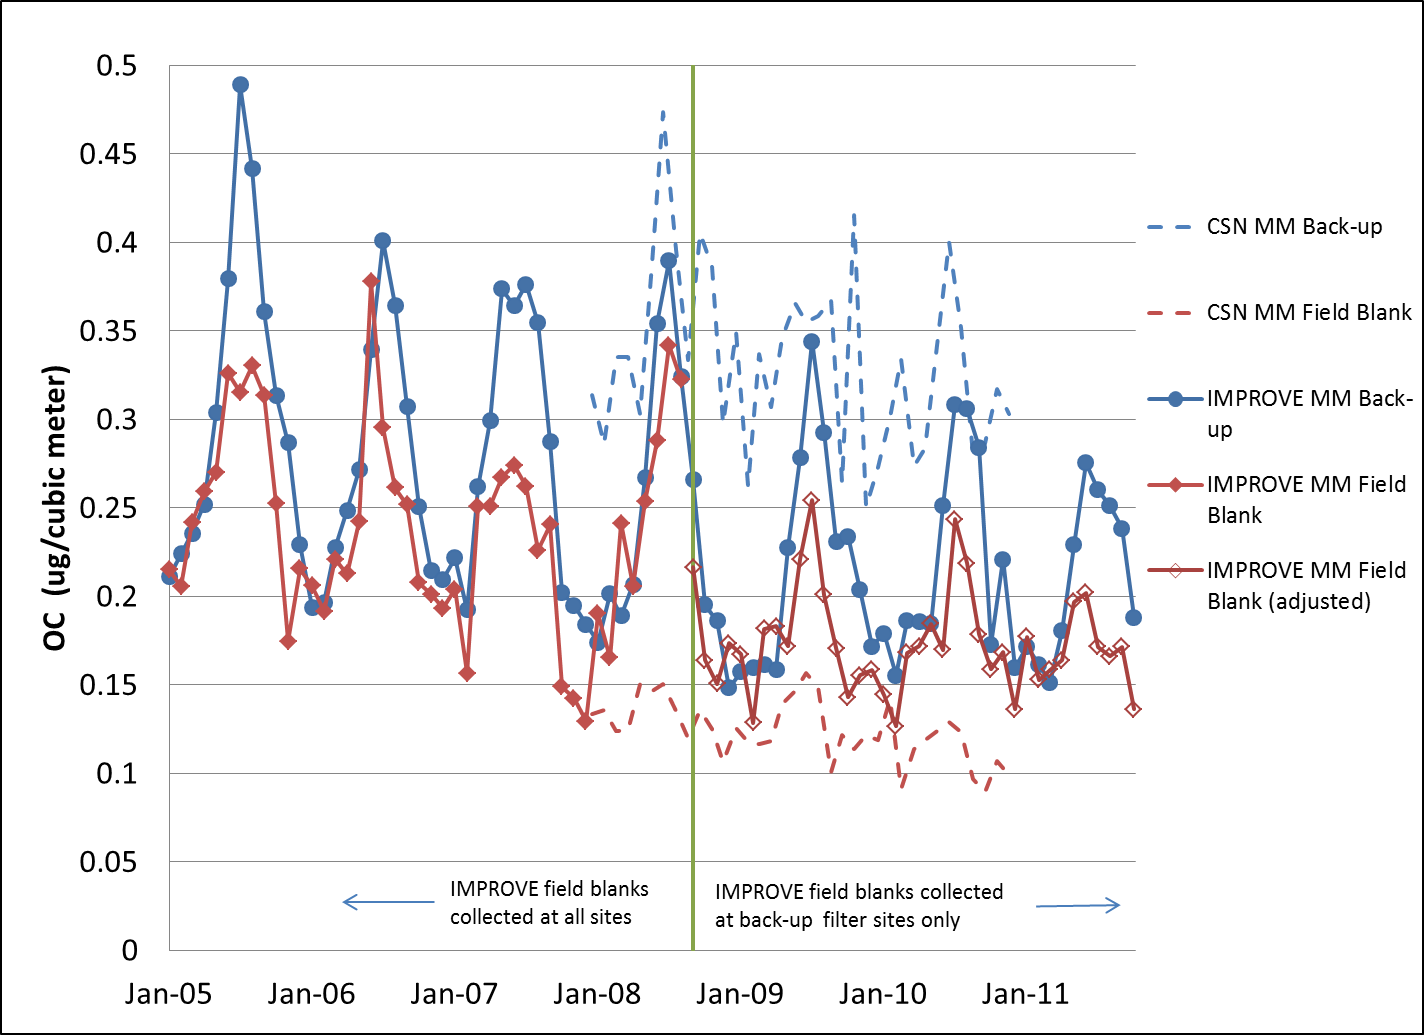 0.5
0.45
0.4
0.35
0.3
0.25
0.2
0.15
0.1
0.05
0
OC (ug/cubic meter)
Jan-05
Jan-06
Jan-07
Jan-08
Jan-09
Jan-10
Jan-11
IMPROVE field blanks
collected at all sites
IMPROVE field blanks collected
at back-up filter sites only
CSN MM Back-up
CSN MM Field Blank
IMPROVE MM Back-
up
IMPROVE MM Field
Blank
IMPROVE MM Field
Blank (adjusted)